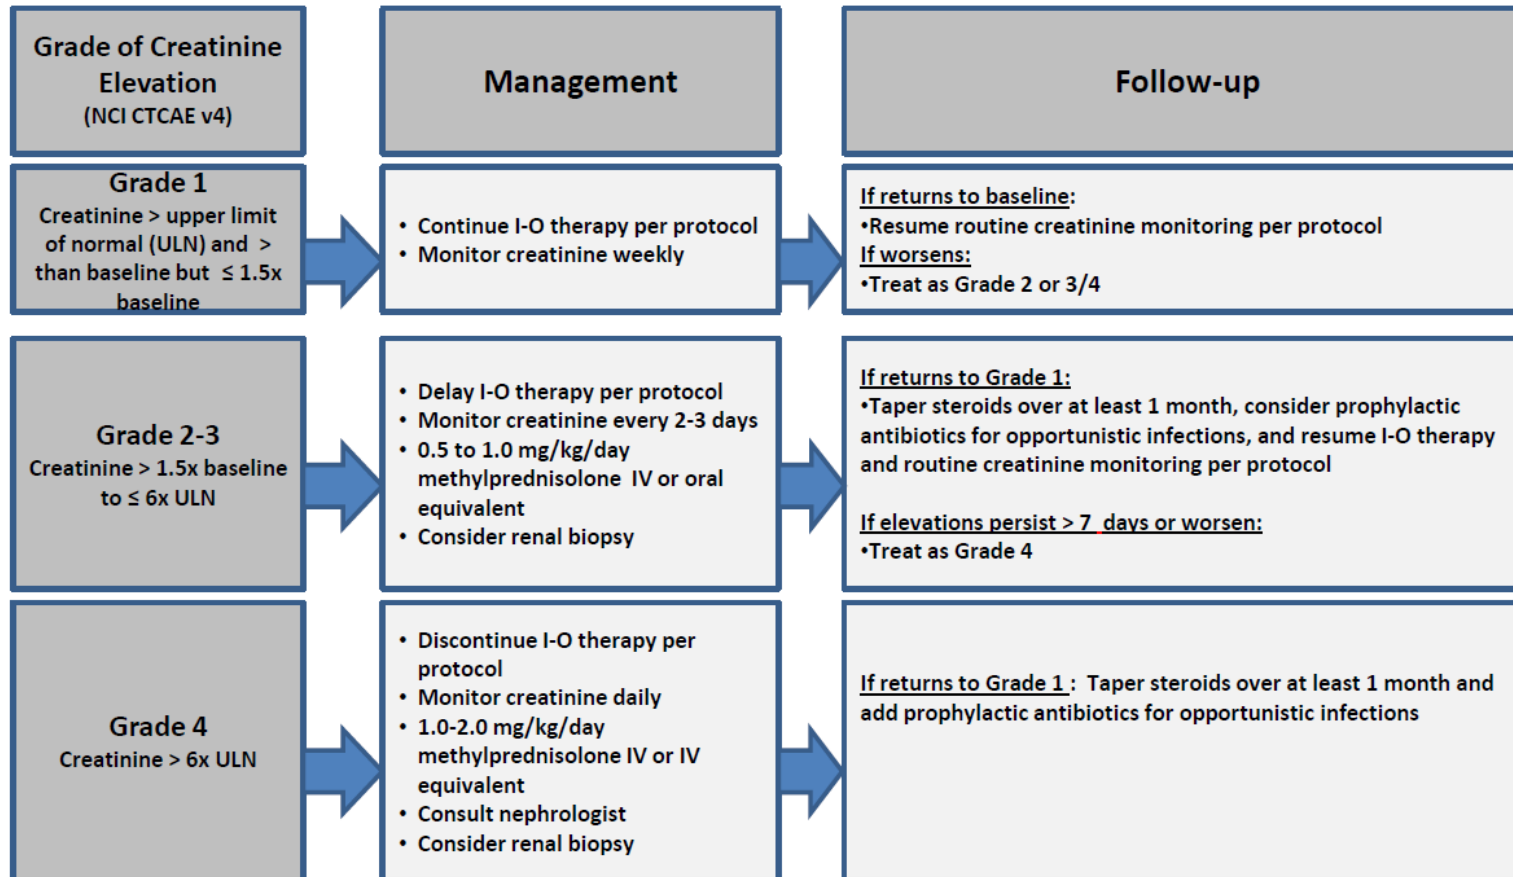 Grade of Creatinine
Elevation
(NCI CTCAE v4)
Management
Follow-up
Grade 1
Creatinine > upper limit
of normal (ULN) and  >
than baseline but  ≤ 1.5x
baseline
• Continue I-O therapy per protocol
• Monitor creatinine weekly
If returns to baseline:
•Resume routine creatinine monitoring per protocol
If worsens:
•Treat as Grade 2 or 3/4
Grade 2-3
Creatinine > 1.5x baseline
to ≤ 6x ULN
• Delay I-O therapy per protocol
• Monitor creatinine every 2-3 days
• 0.5 to 1.0 mg/kg/day
methylprednisolone  IV or oral
equivalent
• Consider renal biopsy
If returns to Grade 1:
•Taper steroids over at least 1 month, consider prophylactic
antibiotics for opportunistic infections, and resume I-O therapy
and routine creatinine monitoring per protocol
If elevations persist > 7  days or worsen:
•Treat as Grade 4
Grade 4
Creatinine > 6x ULN
• Discontinue I-O therapy per
protocol
• Monitor creatinine daily
• 1.0-2.0 mg/kg/day
methylprednisolone IV or IV
equivalent
• Consult nephrologist
• Consider renal biopsy
If returns to Grade 1 :  Taper steroids over at least 1 month and
add prophylactic antibiotics for opportunistic infections